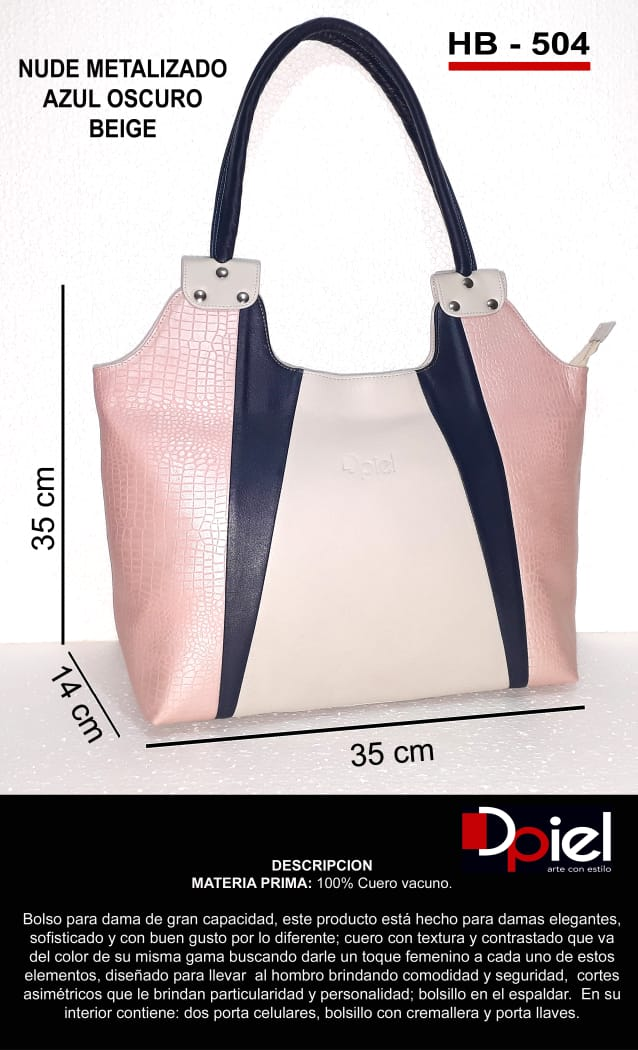 HB - 504
NUDE METALIZADO
AZUL OSCURO
BEIGE
Dpiel
35 cm
14 cm
35 cm
Dpiel
arte con estilo
DESCRIPCION
MATERIA PRIMA: 100% Cuero vacuno.
Bolso para dama de gran capacidad, este producto está hecho para damas elegantes,
sofisticado y con buen gusto por lo diferente; cuero con textura y contrastado que va
del color de su misma gama buscando darle un toque femenino a cada uno de estos
elementos, diseñado para llevar al hombro brindando comodidad y seguridad, cortes
asimétricos que le brindan particularidad y personalidad; bolsillo en el espaldar. En su
interior contiene: dos porta celulares, bolsillo con cremallera y porta llaves.